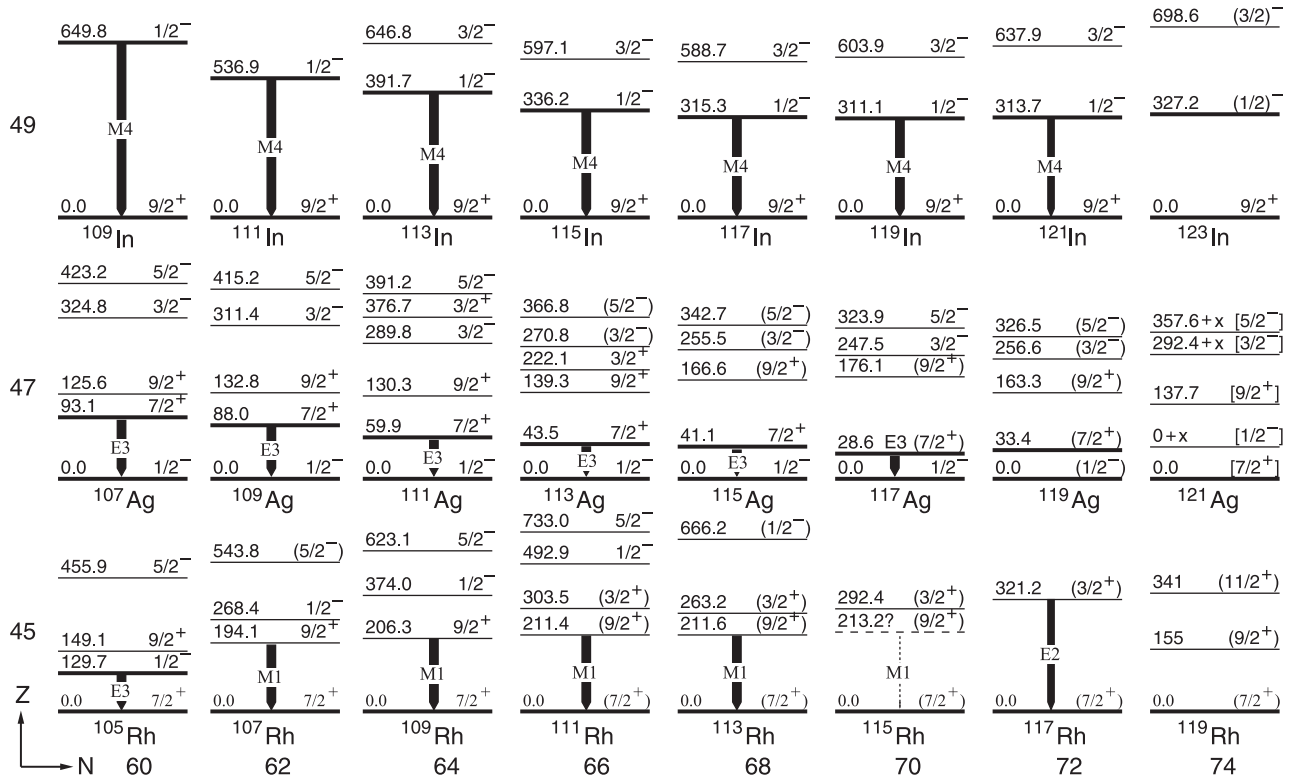 649.8 1/2⁻
M4
0.0 9/2⁺
¹⁰⁹In
536.9 1/2⁻
M4
0.0 9/2⁺
¹¹¹In
646.8 3/2⁻
391.7 1/2⁻
M4
0.0 9/2⁺
¹¹³In
597.1 3/2⁻
336.2 1/2⁻
M4
0.0 9/2⁺
¹¹⁵In
588.7 3/2⁻
315.3 1/2⁻
M4
0.0 9/2⁺
¹¹⁷In
603.9 3/2⁻
311.1 1/2⁻
M4
0.0 9/2⁺
¹¹⁹In
637.9 3/2⁻
313.7 1/2⁻
M4
0.0 9/2⁺
¹²¹In
698.6 (3/2)⁻
327.2 (1/2)⁻
0.0 9/2⁺
¹²³In
49
423.2 5/2⁻
324.8 3/2⁻
125.6 9/2⁺
93.1 7/2⁺
E3
0.0 1/2⁻
¹⁰⁷Ag
415.2 5/2⁻
311.4 3/2⁻
132.8 9/2⁺
88.0 7/2⁺
E3
0.0 1/2⁻
¹⁰⁹Ag
391.2 5/2⁻
376.7 3/2⁺
289.8 3/2⁻
130.3 9/2⁺
59.9 7/2⁺
E3
0.0 1/2⁻
¹¹¹Ag
366.8 (5/2⁻)
270.8 (3/2⁻)
222.1 3/2⁺
139.3 9/2⁺
43.5 7/2⁺
E3
0.0 1/2⁻
¹¹³Ag
342.7 (5/2⁻)
255.5 (3/2⁻)
166.6 (9/2⁺)
41.1 7/2⁺
E3
0.0 1/2⁻
¹¹⁵Ag
323.9 5/2⁻
247.5 3/2⁻
176.1 (9/2⁺)
28.6 E3 (7/2⁺)
0.0 1/2⁻
¹¹⁷Ag
326.5 (5/2⁻)
256.6 (3/2⁻)
163.3 (9/2⁺)
33.4 (7/2⁺)
0.0 (1/2⁻)
¹¹⁹Ag
357.6+x [5/2⁻]
292.4+x [3/2⁻]
137.7 [9/2⁺]
0+x [1/2⁻]
0.0 [7/2⁺]
¹²¹Ag
47
455.9 5/2⁻
149.1 9/2⁺
129.7 1/2⁻
E3
0.0 7/2⁺
¹⁰⁵Rh
543.8 (5/2⁻)
268.4 1/2⁻
194.1 9/2⁺
M1
0.0 7/2⁺
¹⁰⁷Rh
623.1 5/2⁻
374.0 1/2⁻
206.3 9/2⁺
M1
0.0 7/2⁺
¹⁰⁹Rh
733.0 5/2⁻
492.9 1/2⁻
303.5 (3/2⁺)
211.4 (9/2⁺)
M1
0.0 (7/2⁺)
¹¹¹Rh
666.2 (1/2⁻)
263.2 (3/2⁺)
211.6 (9/2⁺)
M1
0.0 (7/2⁺)
¹¹³Rh
292.4 (3/2⁺)
213.2? (9/2⁺)
M1
0.0 (7/2⁺)
¹¹⁵Rh
321.2 (3/2⁺)
E2
0.0 (7/2⁺)
¹¹⁷Rh
341 (11/2⁺)
155 (9/2⁺)
0.0 (7/2⁺)
¹¹⁹Rh
45
Z
N
60 62 64 66 68 70 72 74